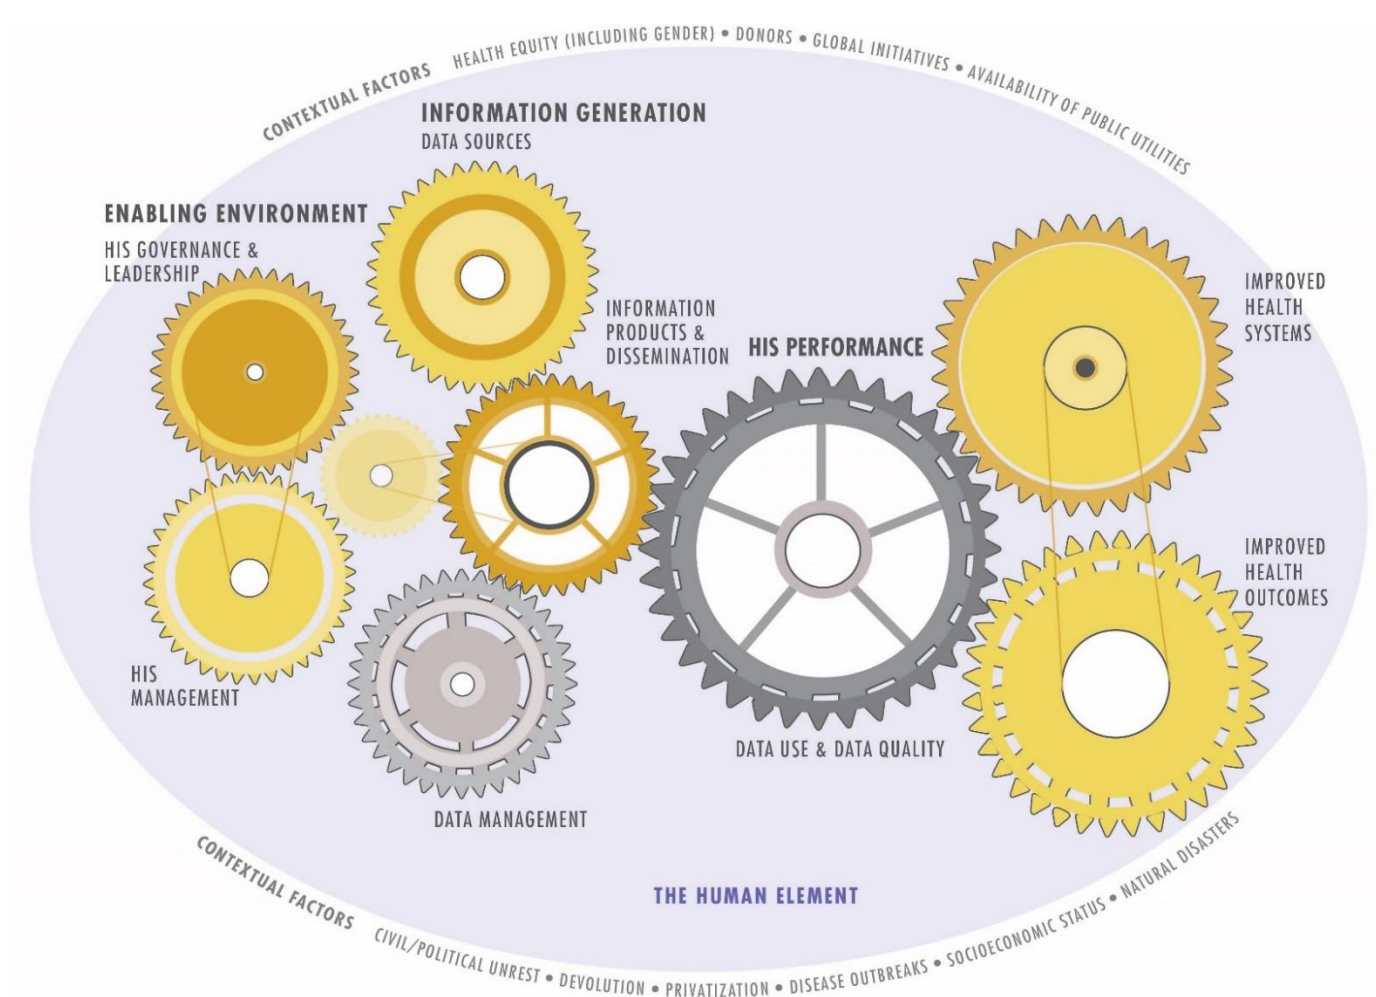 CONTEXTUAL FACTORS HEALTH EQUITY (INCLUDING GENDER) • DONORS • GLOBAL INITIATIVES • AVAILABILITY OF PUBLIC UTILITIES
INFORMATION GENERATION
DATA SOURCES
ENABLING ENVIRONMENT
HIS GOVERNANCE &
LEADERSHIP
INFORMATION
PRODUCTS &
DISSEMINATION
HIS PERFORMANCE
IMPROVED
HEALTH
SYSTEMS
IMPROVED
HEALTH
OUTCOMES
HIS
MANAGEMENT
DATA USE & DATA QUALITY
DATA MANAGEMENT
THE HUMAN ELEMENT
CONTEXTUAL FACTORS CIVIL/POLITICAL UNREST • DEVOLUTION • PRIVATIZATION • DISEASE OUTBREAKS • SOCIOECONOMIC STATUS • NATURAL DISASTERS